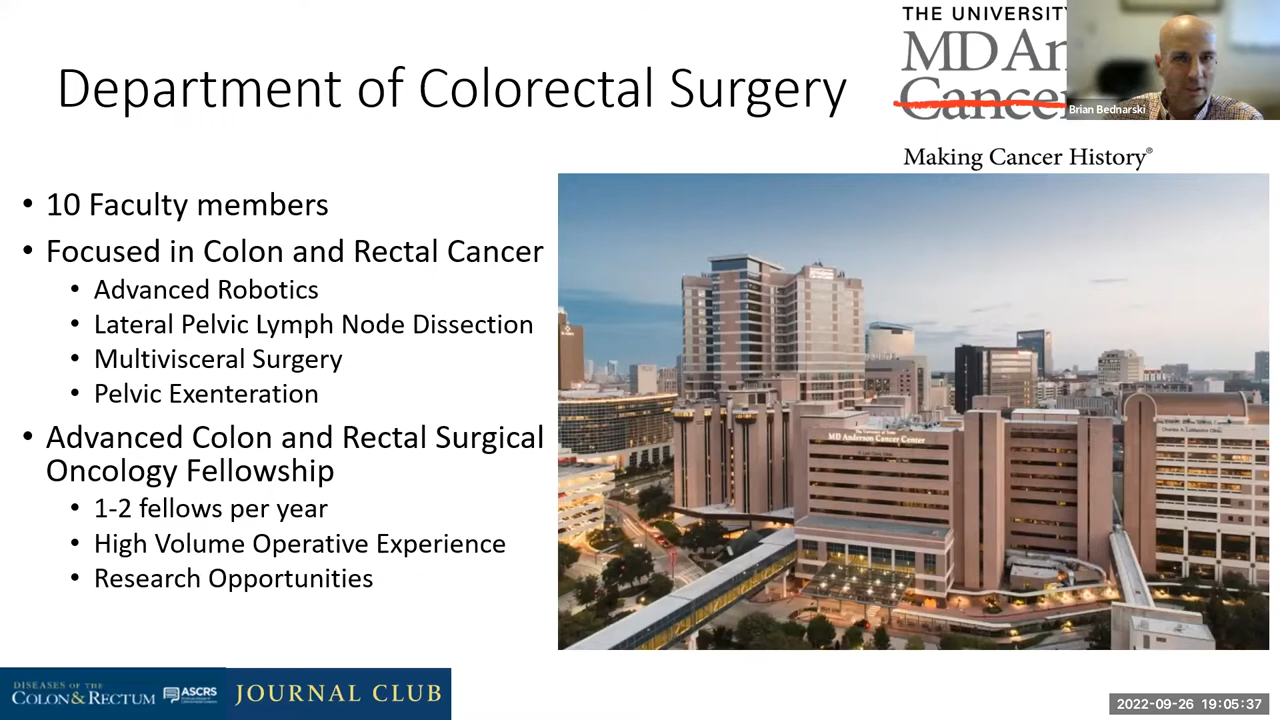 Department of Colorectal Surgery
THE UNIVERSITY
MD An
Cancer
Making Cancer History®
Brian Bednarski
• 10 Faculty members
• Focused in Colon and Rectal Cancer
• Advanced Robotics
• Lateral Pelvic Lymph Node Dissection
• Multivisceral Surgery
• Pelvic Exenteration
• Advanced Colon and Rectal Surgical
Oncology Fellowship
• 1-2 fellows per year
• High Volume Operative Experience
• Research Opportunities
MD Anderson Cancer Center
DISEASES OF THE
COLON&RECTUM
ASCRS
JOURNAL CLUB
2022-09-26 19:05:37